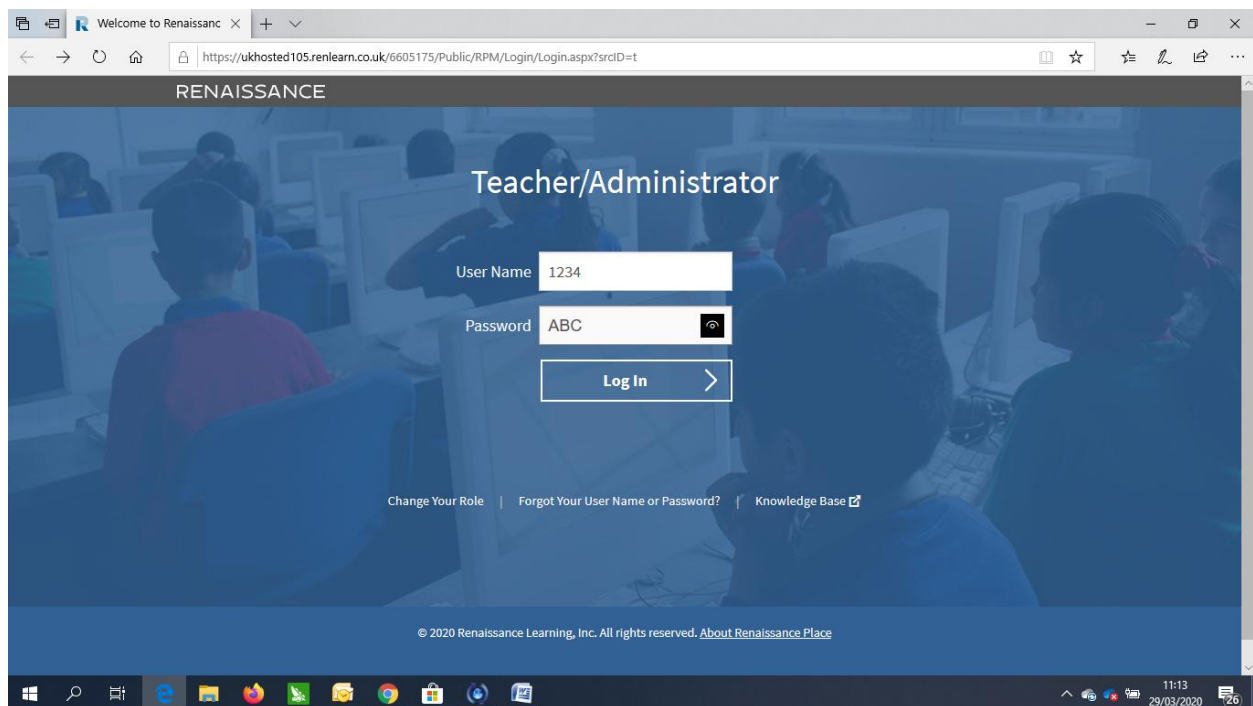 Welcome to Renaissanc
https://ukhosted105.renlearn.co.uk/6605175/Public/RPM/Login/Login.aspx?srcID=t
RENAISSANCE
Teacher/Administrator
User Name 1234
Password ABC
Log In
Change Your Role | Forgot Your User Name or Password? | Knowledge Base
© 2020 Renaissance Learning, Inc. All rights reserved. About Renaissance Place
11:13
29/03/2020
26